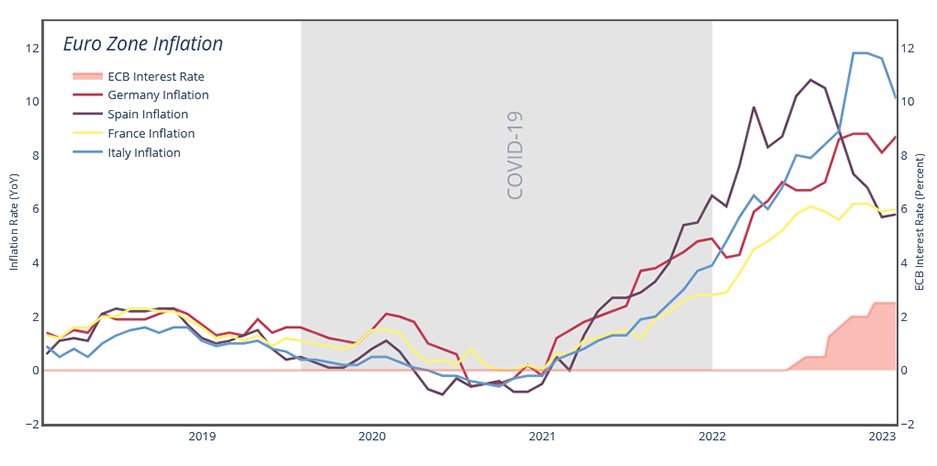 Euro Zone Inflation
ECB Interest Rate
Germany Inflation
Spain Inflation
France Inflation
Italy Inflation
COVID-19
Inflation Rate (YoY)
12
10
8
6
4
2
0
−2
ECB Interest Rate (Percent)
12
10
8
6
4
2
0
−2
2019
2020
2021
2022
2023